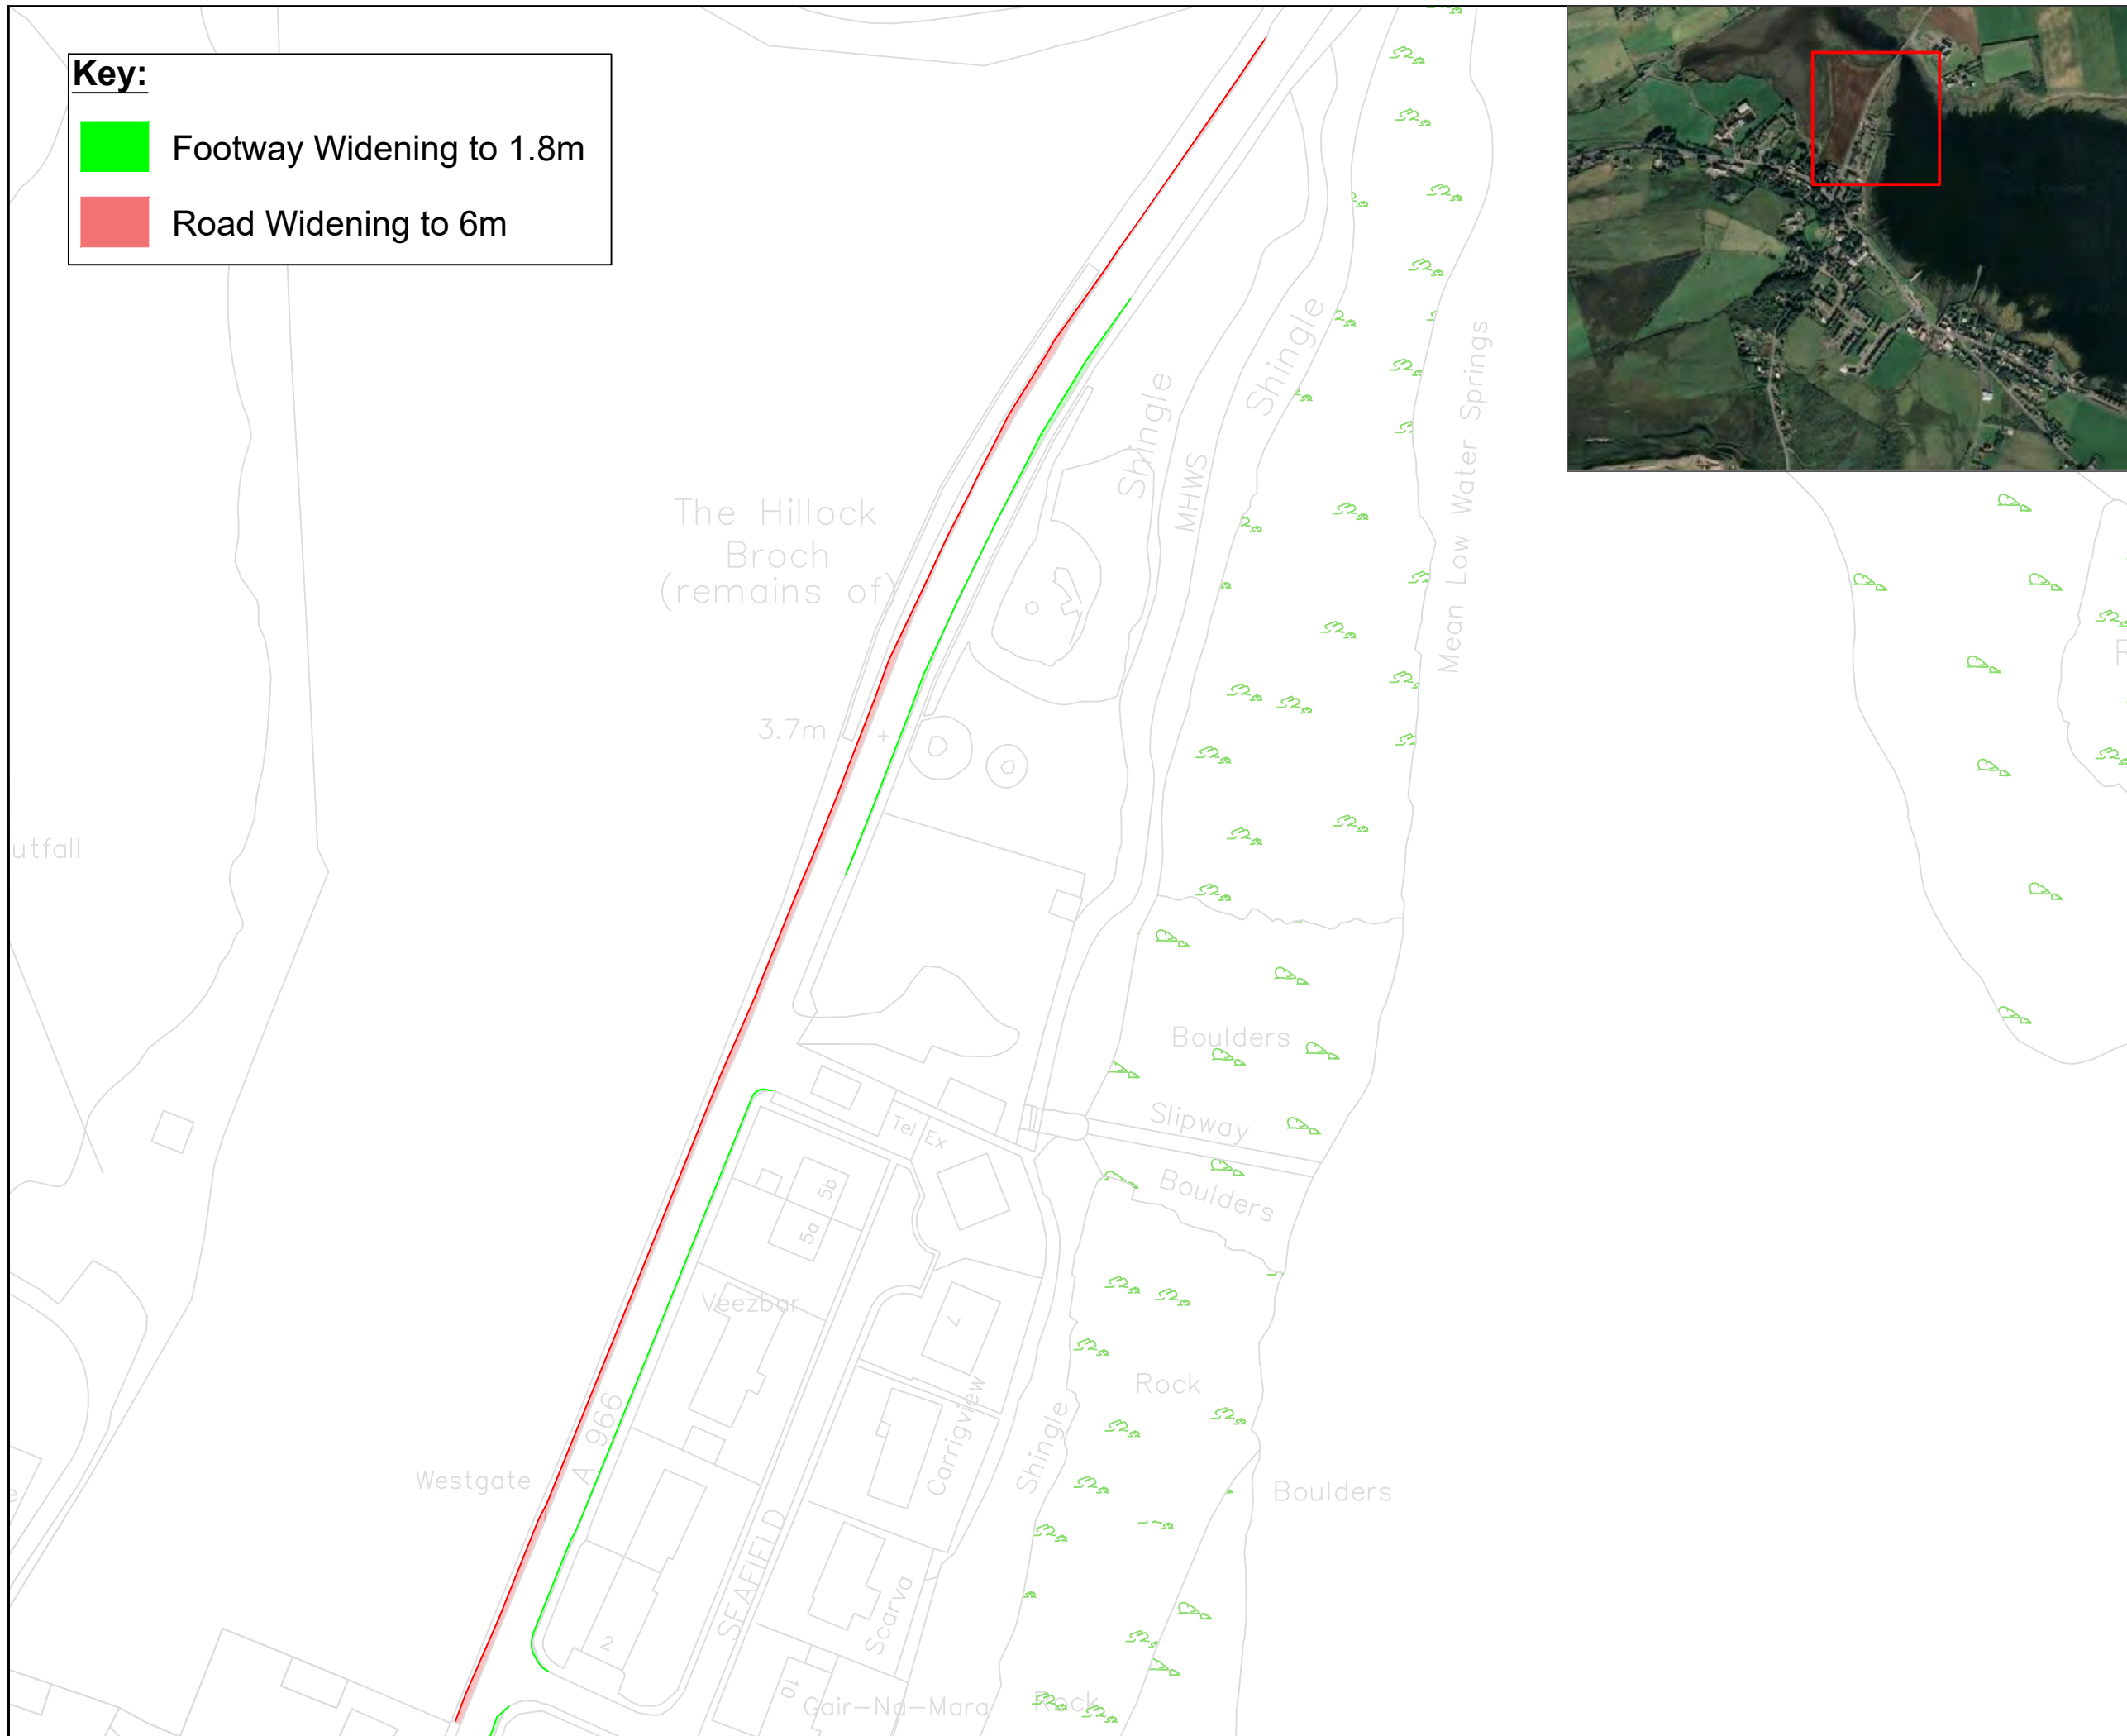 Key:
Footway Widening to 1.8m
Road Widening to 6m
Shingle
Shingle
Mean Low Water Springs
MHWS
The Hillock
Broch
(remains of)
3.7m
utfall
Boulders
Slipway
Tel Ex
Boulders
5b
5a
Veezbar
7
Rock
Carrigview
A 966
Shingle
Westgate
Boulders
SEAFIELD
Scarva
2
10
Gair-Na-Mara
Rock